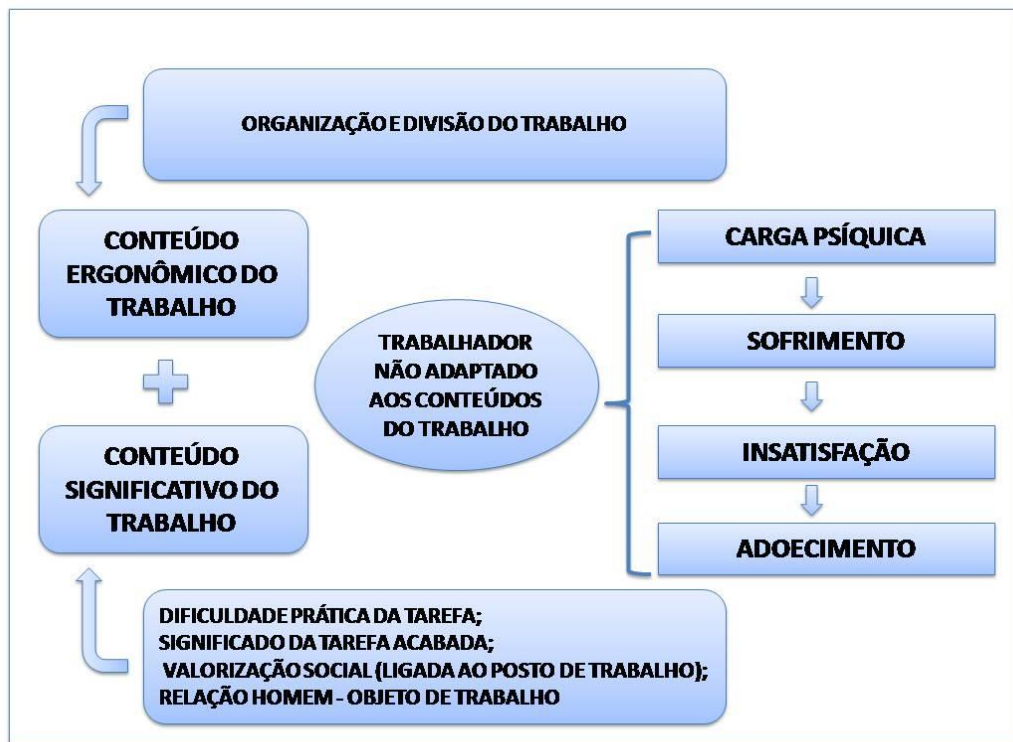 ORGANIZAÇÃO E DIVISÃO DO TRABALHO
CONTEÚDO
ERGONÔMICO DO
TRABALHO
CONTEÚDO
SIGNIFICATIVO DO
TRABALHO
DIFICULDADE PRÁTICA DA TAREFA;
SIGNIFICADO DA TAREFA ACABADA;
VALORIZAÇÃO SOCIAL (LIGADA AO POSTO DE TRABALHO);
RELAÇÃO HOMEM - OBJETO DE TRABALHO
TRABALHADOR
NÃO ADAPTADO
AOS CONTEÚDOS
DO TRABALHO
CARGA PSÍQUICA
SOFRIMENTO
INSATISFAÇÃO
ADOECIMENTO